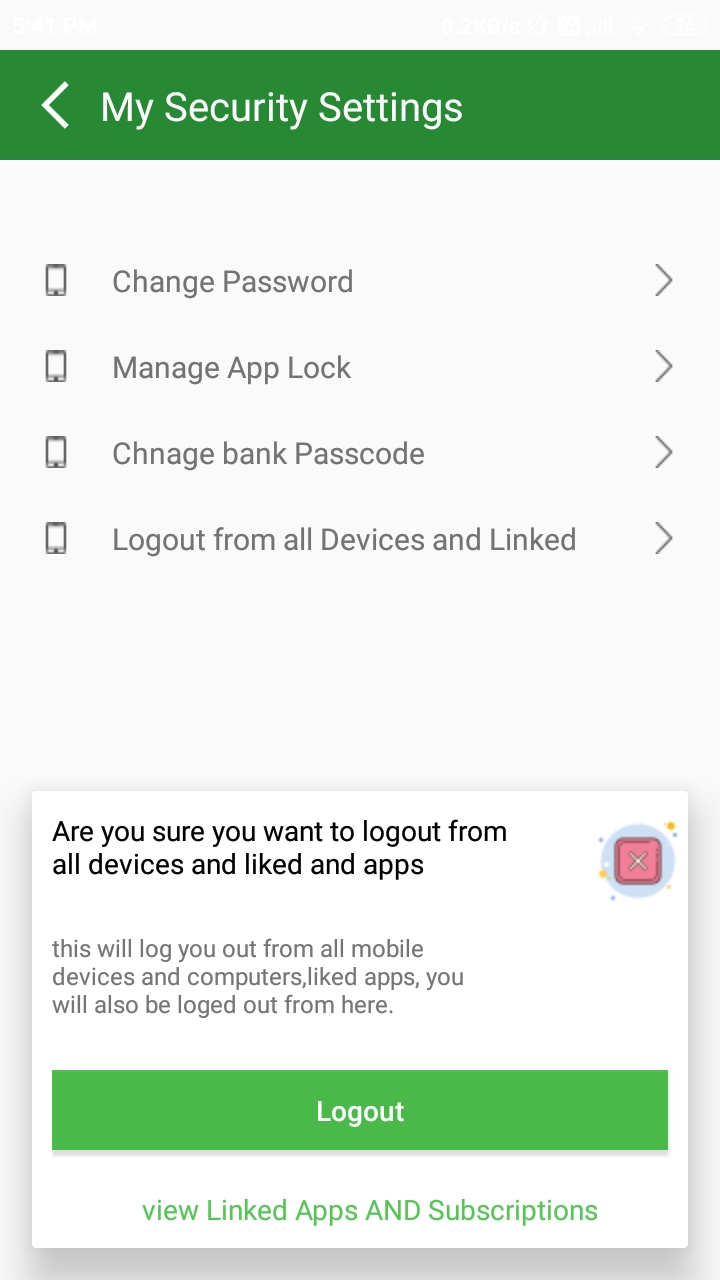 5:41 PM 0.2KB/s 26
My Security Settings
Change Password
Manage App Lock
Chnage bank Passcode
Logout from all Devices and Linked
Are you sure you want to logout from
all devices and liked and apps
this will log you out from all mobile
devices and computers,liked apps, you
will also be loged out from here.
Logout
view Linked Apps AND Subscriptions